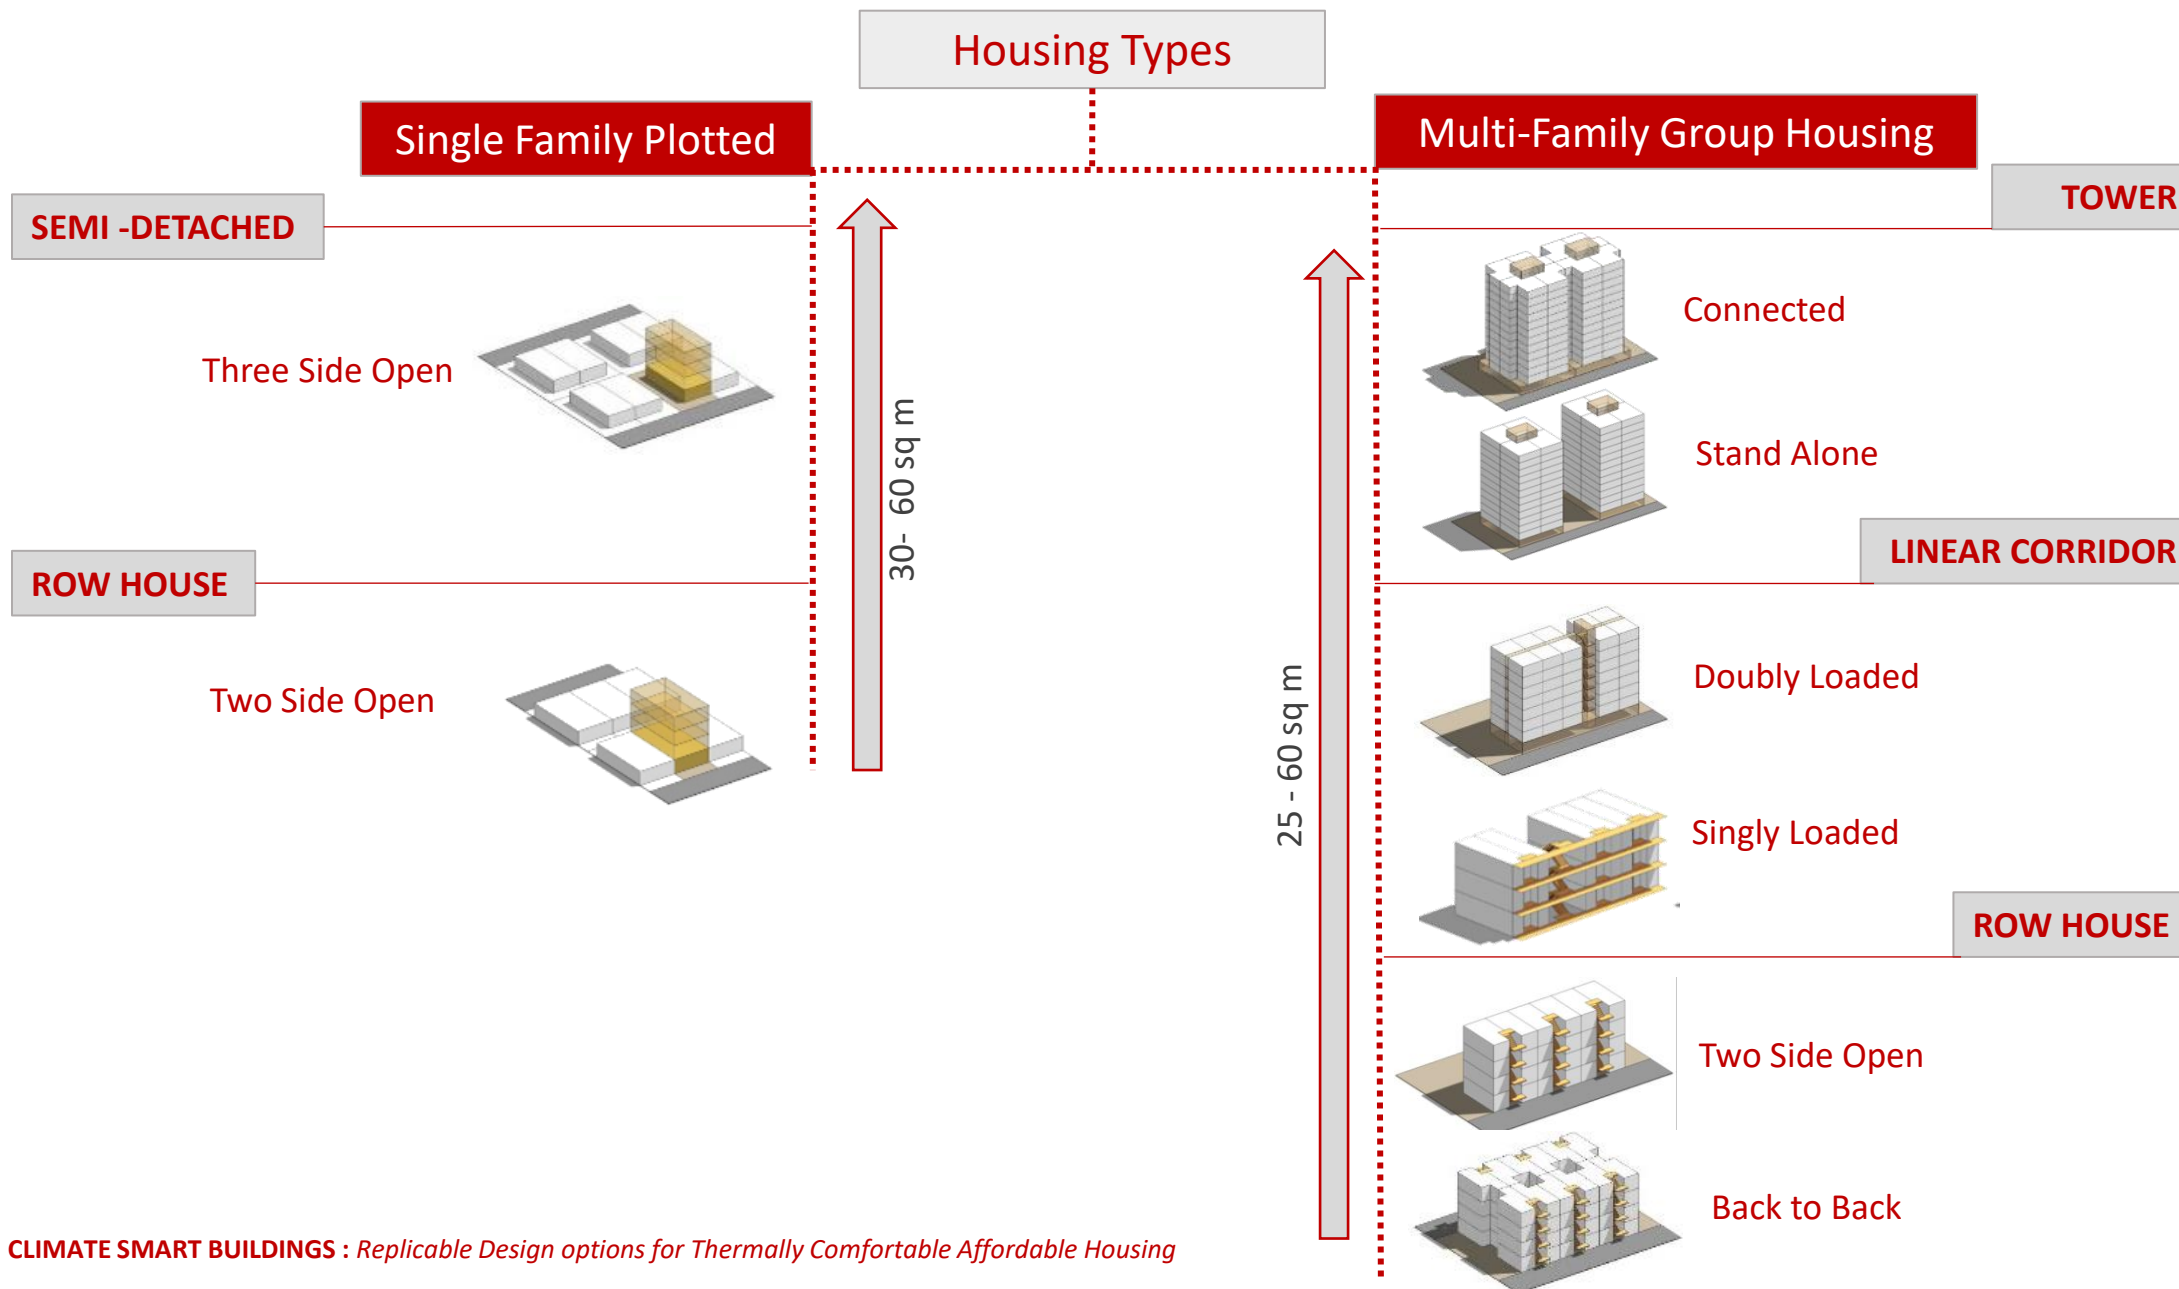 Housing Types
Single Family Plotted
Multi-Family Group Housing
SEMI -DETACHED
Three Side Open
ROW HOUSE
Two Side Open
30- 60 sq m
25 - 60 sq m
TOWER
Connected
Stand Alone
LINEAR CORRIDOR
Doubly Loaded
Singly Loaded
ROW HOUSE
Two Side Open
Back to Back
CLIMATE SMART BUILDINGS : Replicable Design options for Thermally Comfortable Affordable Housing